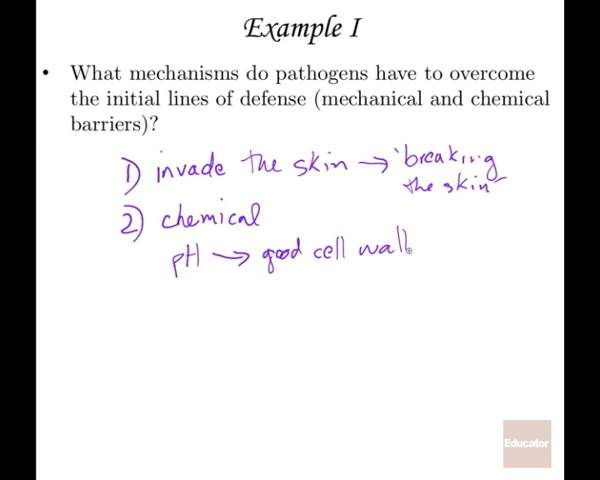 Example I
• What mechanisms do pathogens have to overcome
the initial lines of defense (mechanical and chemical
barriers)?
1) invade the skin → 'breaking
the skin
2) chemical
pH → good cell wall
Educator